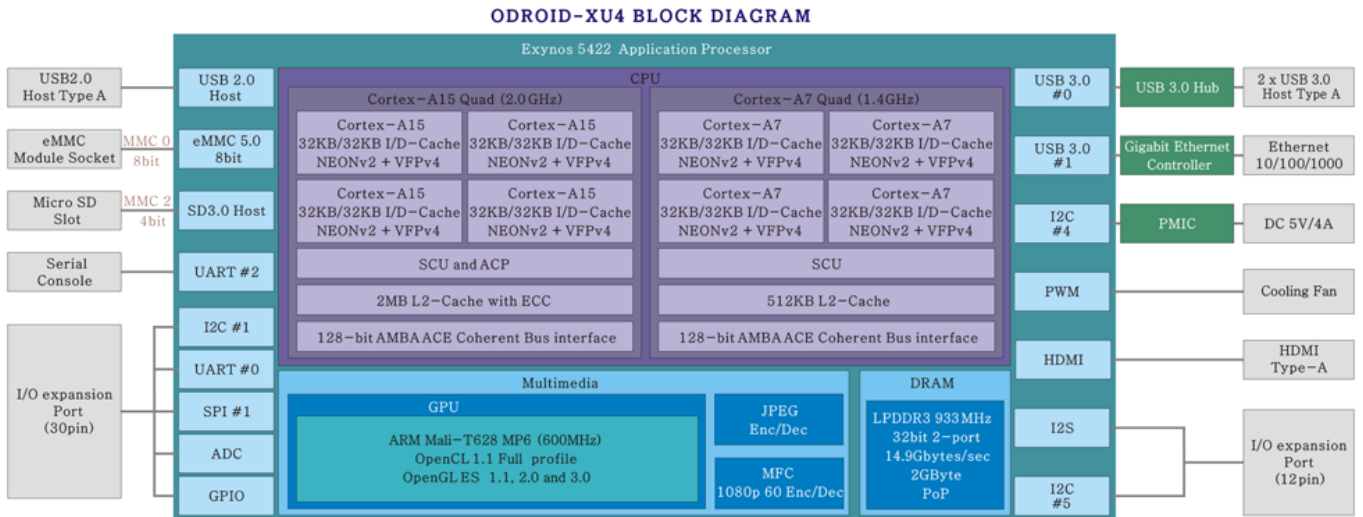 ODROID-XU4 BLOCK DIAGRAM
Exynos 5422 Application Processor
USB2.0
Host Type A
eMMC
Module Socket
MMC 0
8bit
Micro SD
Slot
MMC 2
4bit
Serial
Console
I/O expansion
Port
(30pin)
USB 2.0
Host
eMMC 5.0
8bit
SD3.0 Host
UART #2
I2C #1
UART #0
SPI #1
ADC
GPIO
CPU
Cortex-A15 Quad (2.0GHz)
Cortex-A15
32KB/32KB I/D-Cache
NEONv2 + VFPv4
Cortex-A15
32KB/32KB I/D-Cache
NEONv2 + VFPv4
Cortex-A15
32KB/32KB I/D-Cache
NEONv2 + VFPv4
Cortex-A15
32KB/32KB I/D-Cache
NEONv2 + VFPv4
SCU and ACP
2MB L2-Cache with ECC
128-bit AMBA ACE Coherent Bus interface
Cortex-A7 Quad (1.4GHz)
Cortex-A7
32KB/32KB I/D-Cache
NEONv2 + VFPv4
Cortex-A7
32KB/32KB I/D-Cache
NEONv2 + VFPv4
Cortex-A7
32KB/32KB I/D-Cache
NEONv2 + VFPv4
Cortex-A7
32KB/32KB I/D-Cache
NEONv2 + VFPv4
SCU
512KB L2-Cache
128-bit AMBA ACE Coherent Bus interface
Multimedia
GPU
ARM Mali-T628 MP6 (600MHz)
OpenCL 1.1 Full profile
OpenGL ES 1.1, 2.0 and 3.0
JPEG
Enc/Dec
MFC
1080p 60 Enc/Dec
DRAM
LPDDR3 933MHz
32bit 2-port
14.9Gbytes/sec
2GByte
PoP
USB 3.0
#0
USB 3.0
#1
I2C
#4
PWM
HDMI
I2S
I2C
#5
USB 3.0 Hub
Gigabit Ethernet
Controller
PMIC
2 x USB 3.0
Host Type A
Ethernet
10/100/1000
DC 5V/4A
Cooling Fan
HDMI
Type-A
I/O expansion
Port
(12pin)